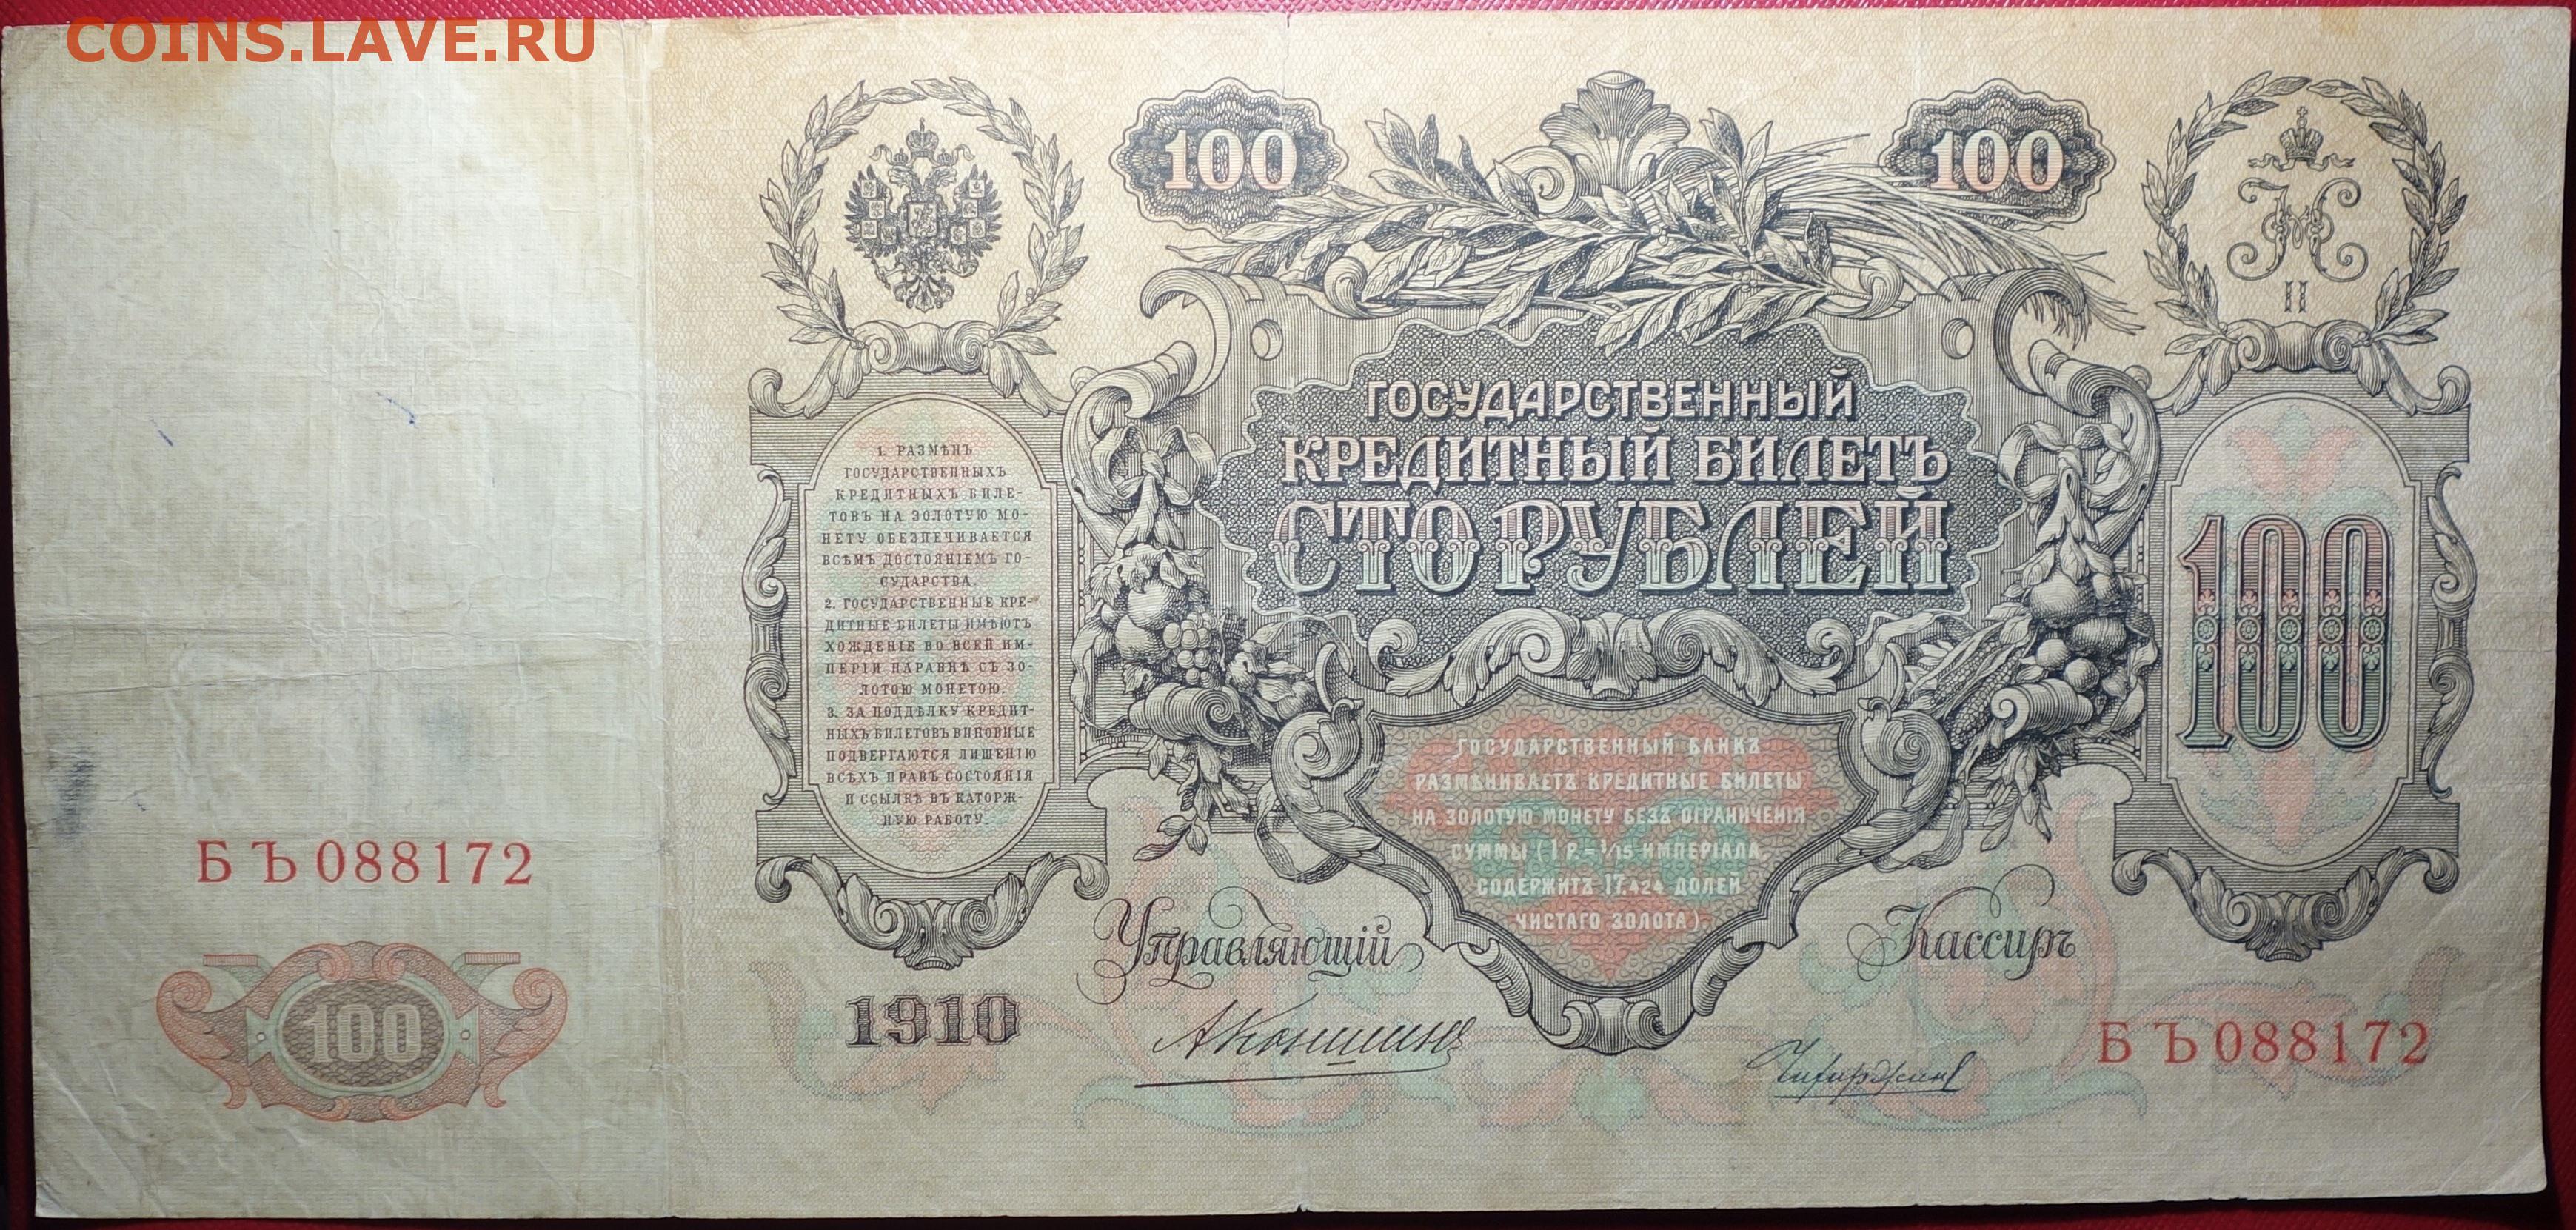 COINS.LAVE.RU
100
100
II
ГОСУДАРСТВЕННЫЙ
КРЕДИТНЫЙ БИЛЕТЪ
СТО РУБЛЕЙ
1. РАЗМѢНЪ
ГОСУДАРСТВЕННЫХЪ
КРЕДИТНЫХЪ БИЛЕ-
ТОВЪ НА ЗОЛОТУЮ МО-
НЕТУ ОБЕЗПЕЧИВАЕТСЯ
ВСѢМЪ ДОСТОЯНІЕМЪ ГО-
СУДАРСТВА.
2. ГОСУДАРСТВЕННЫЕ КРЕ-
ДИТНЫЕ БИЛЕТЫ ИМѢЮТЪ
ХОЖДЕНІЕ ВО ВСЕЙ ИМ-
ПЕРІИ НАРАВНѢ СЪ ЗО-
ЛОТОЮ МОНЕТОЮ.
3. ЗА ПОДДѢЛКУ КРЕДИТ-
НЫХЪ БИЛЕТОВЪ ВИНОВНЫЕ
ПОДВЕРГАЮТСЯ ЛИШЕНІЮ
ВСѢХЪ ПРАВЪ СОСТОЯНІЯ
И ССЫЛКѢ ВЪ КАТОРЖ-
НУЮ РАБОТУ.
100
ГОСУДАРСТВЕННЫЙ БАНКЪ
РАЗМѢНИВАЕТЪ КРЕДИТНЫЕ БИЛЕТЫ
НА ЗОЛОТУЮ МОНЕТУ БЕЗЪ ОГРАНИЧЕНІЯ
СУММЫ (1 Р.= 1/15 ИМПЕРІАЛА,
СОДЕРЖИТЪ 17,424 ДОЛЕЙ
ЧИСТАГО ЗОЛОТА).
БЪ 088172
100
Управляющій
Кассиръ
1910
АКоншинъ
БЪ 088172